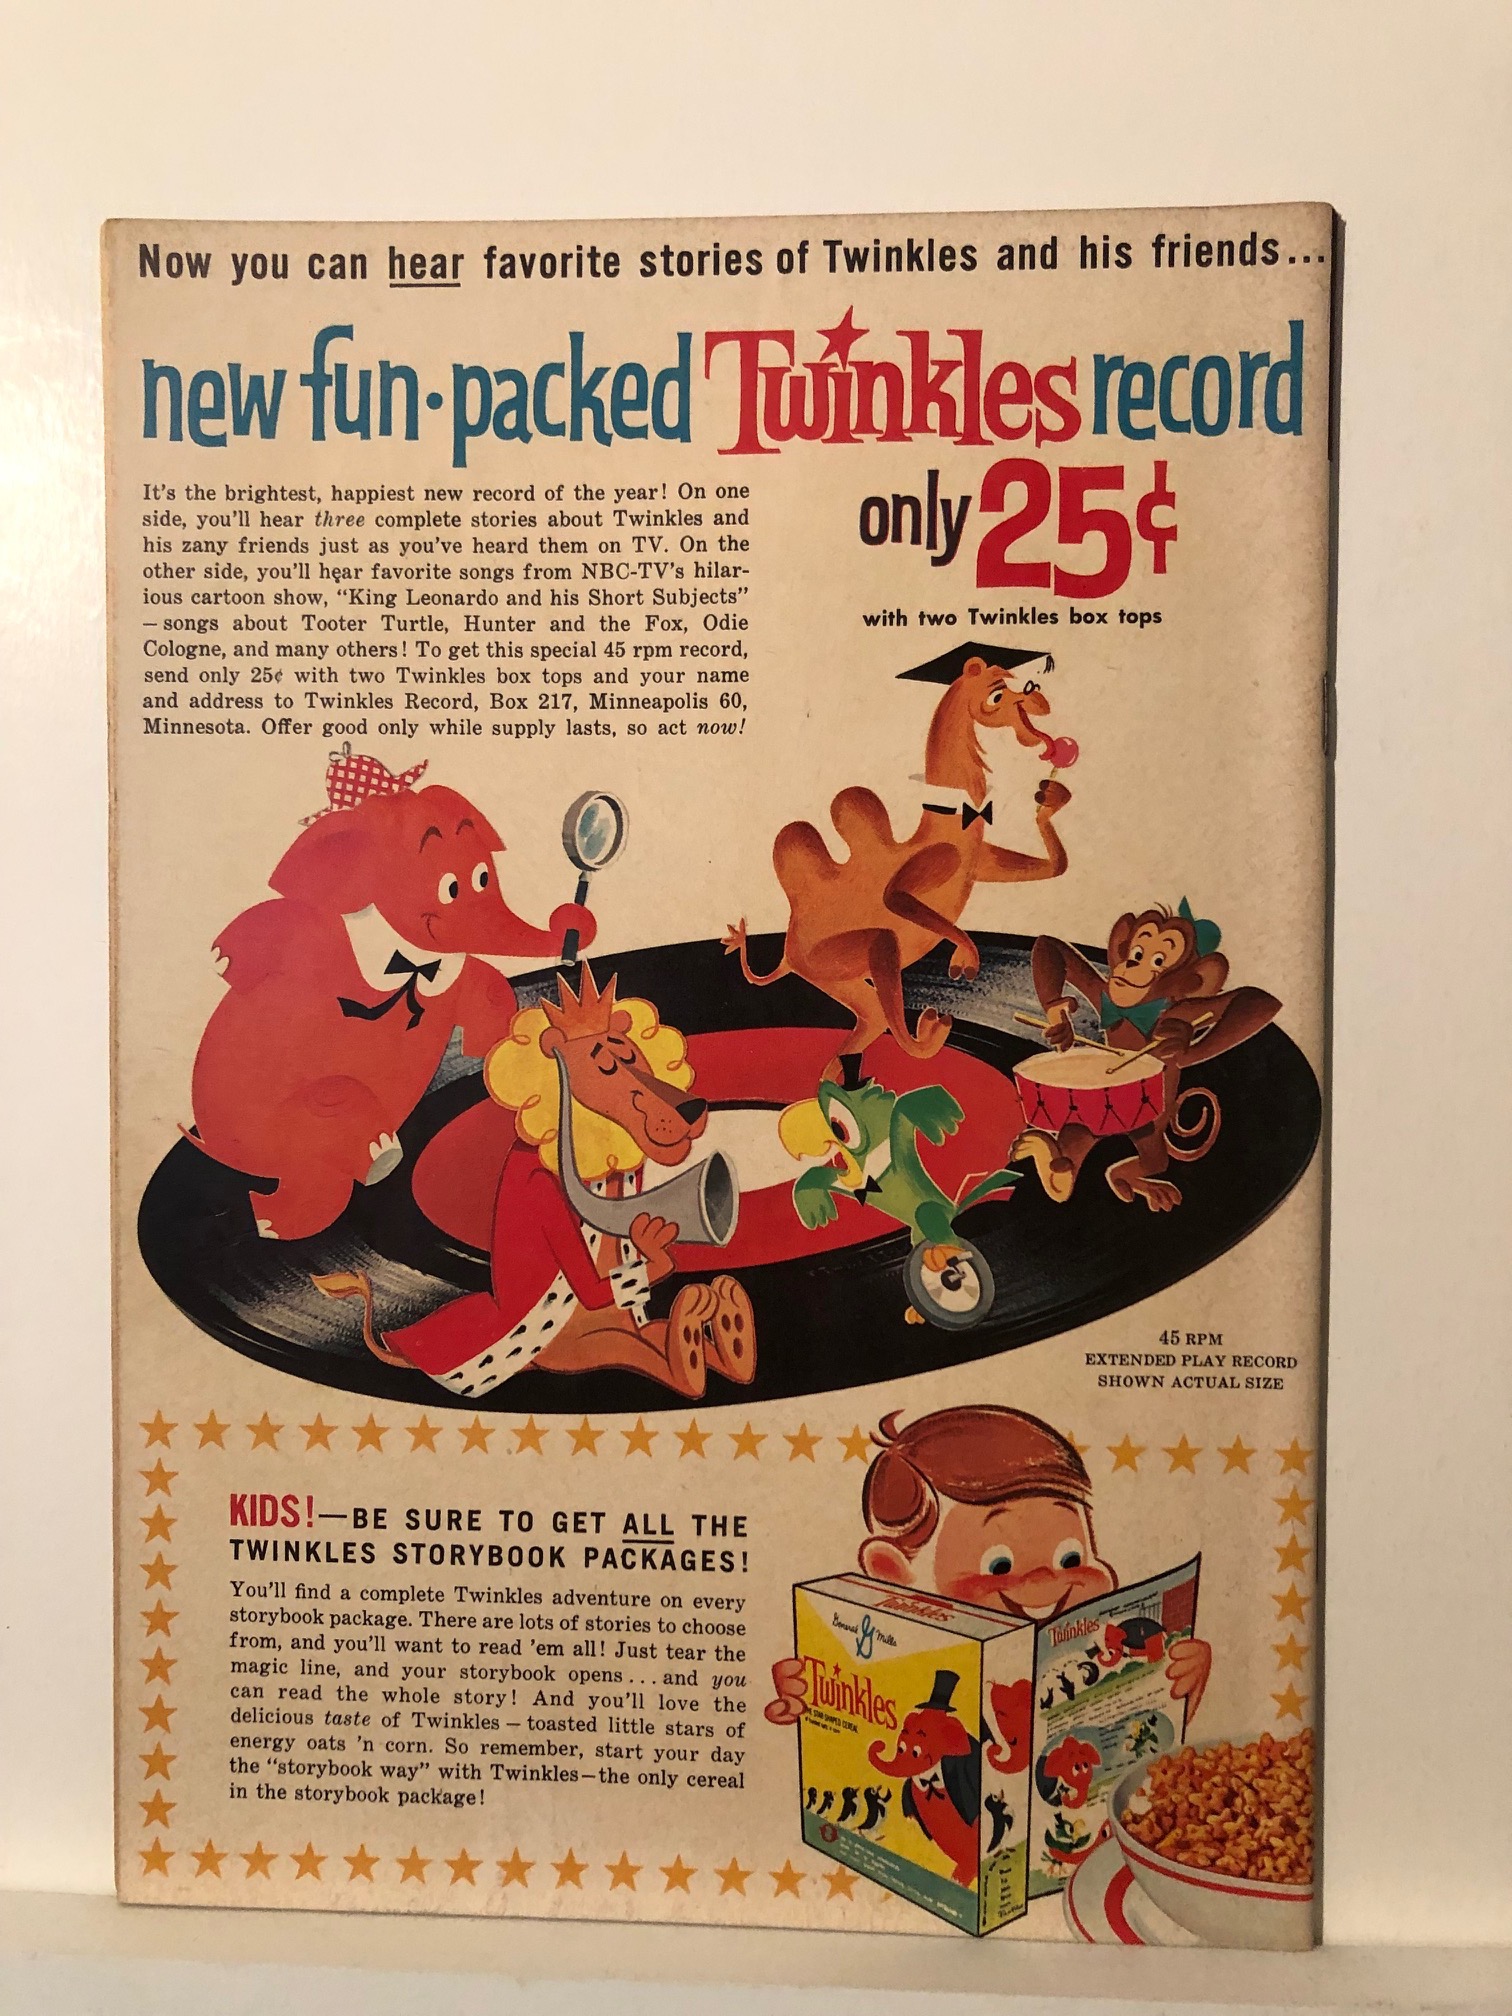 Now you can hear favorite stories of Twinkles and his friends...
new fun-packed Twinkles record
only 25¢
with two Twinkles box tops
It's the brightest, happiest new record of the year! On one
side, you'll hear three complete stories about Twinkles and
his zany friends just as you've heard them on TV. On the
other side, you'll hear favorite songs from NBC-TV's hilar-
ious cartoon show, "King Leonardo and his Short Subjects"
— songs about Tooter Turtle, Hunter and the Fox, Odie
Cologne, and many others! To get this special 45 rpm record,
send only 25¢ with two Twinkles box tops and your name
and address to Twinkles Record, Box 217, Minneapolis 60,
Minnesota. Offer good only while supply lasts, so act now!
45 RPM
EXTENDED PLAY RECORD
SHOWN ACTUAL SIZE
KIDS!—BE SURE TO GET ALL THE
TWINKLES STORYBOOK PACKAGES!
You'll find a complete Twinkles adventure on every
storybook package. There are lots of stories to choose
from, and you'll want to read 'em all! Just tear the
magic line, and your storybook opens ... and you
can read the whole story! And you'll love the
delicious taste of Twinkles — toasted little stars of
energy oats 'n corn. So remember, start your day
the "storybook way" with Twinkles—the only cereal
in the storybook package!
Twinkles
General G Mills
Twinkles
THE STAR-SHAPED CEREAL
Twinkles